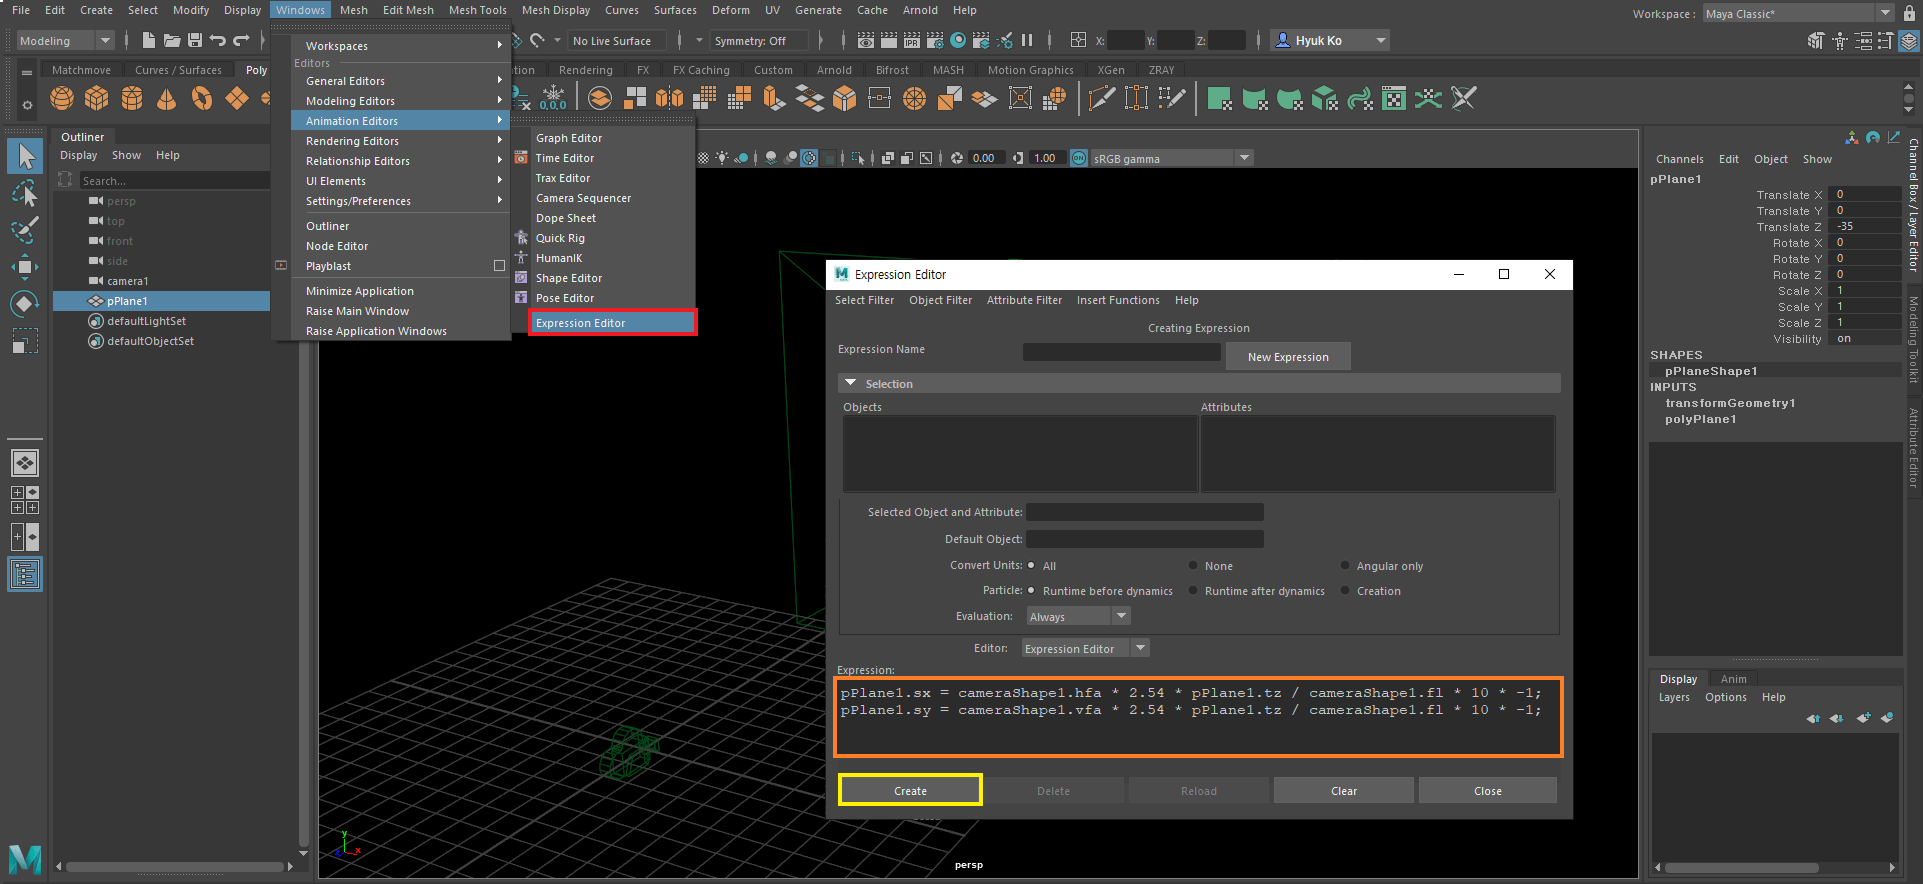 File Edit Create Select Modify Display Windows Mesh Edit Mesh Mesh Tools Mesh Display Curves Surfaces Deform UV Generate Cache Arnold Help
Workspace : Maya Classic*
Modeling
No Live Surface
Symmetry: Off
X:
Y:
Z:
Hyuk Ko
Matchmove Curves / Surfaces Poly
Rendering FX FX Caching Custom Arnold Bifrost MASH Motion Graphics XGen ZRAY
IPR
0,0,0
Workspaces
Editors
General Editors
Modeling Editors
Animation Editors
Rendering Editors
Relationship Editors
UI Elements
Settings/Preferences
Outliner
Node Editor
Playblast
Minimize Application
Raise Main Window
Raise Application Windows
Graph Editor
Time Editor
Trax Editor
Camera Sequencer
Dope Sheet
Quick Rig
HumanIK
Shape Editor
Pose Editor
Expression Editor
Outliner
Display Show Help
Search...
persp
top
front
side
camera1
pPlane1
defaultLightSet
defaultObjectSet
0.00
1.00
ON
sRGB gamma
Expression Editor
Select Filter Object Filter Attribute Filter Insert Functions Help
Creating Expression
Expression Name
New Expression
Selection
Objects
Attributes
Selected Object and Attribute:
Default Object:
Convert Units: All None Angular only
Particle: Runtime before dynamics Runtime after dynamics Creation
Evaluation: Always
Editor: Expression Editor
Expression:
pPlane1.sx = cameraShape1.hfa * 2.54 * pPlane1.tz / cameraShape1.fl * 10 * -1;
pPlane1.sy = cameraShape1.vfa * 2.54 * pPlane1.tz / cameraShape1.fl * 10 * -1;
Create Delete Reload Clear Close
y
x
persp
Channels Edit Object Show
pPlane1
Translate X 0
Translate Y 0
Translate Z -35
Rotate X 0
Rotate Y 0
Rotate Z 0
Scale X 1
Scale Y 1
Scale Z 1
Visibility on
SHAPES
pPlaneShape1
INPUTS
transformGeometry1
polyPlane1
Display Anim
Layers Options Help
Channel Box / Layer Editor
Modeling Toolkit
Attribute Editor